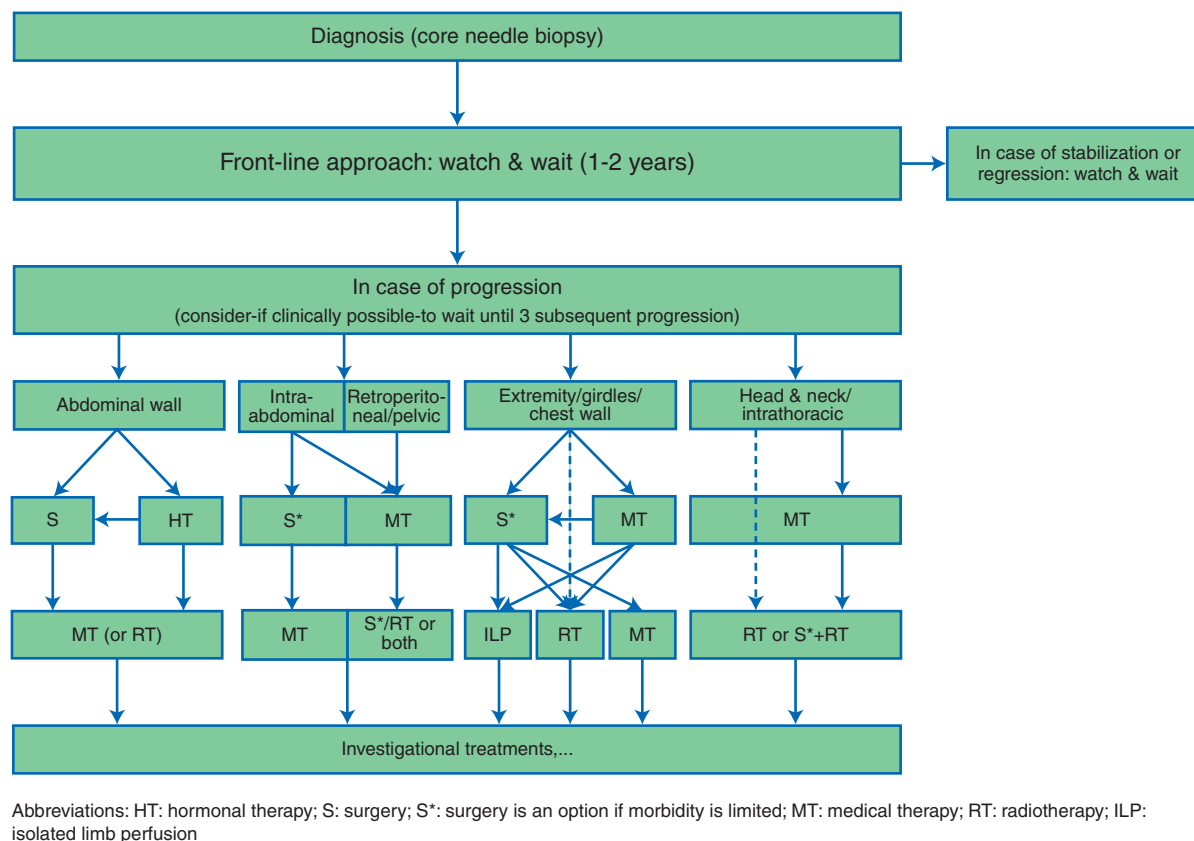 Diagnosis (core needle biopsy)
Front-line approach: watch & wait (1-2 years)
In case of stabilization or
regression: watch & wait
In case of progression
(consider-if clinically possible-to wait until 3 subsequent progression)
Abdominal wall
Intra-
abdominal
Retroperito-
neal/pelvic
Extremity/girdles/
chest wall
Head & neck/
intrathoracic
S
HT
S*
MT
S*
MT
MT
MT (or RT)
MT
S*/RT or
both
ILP
RT
MT
RT or S*+RT
Investigational treatments,...
Abbreviations: HT: hormonal therapy; S: surgery; S*: surgery is an option if morbidity is limited; MT: medical therapy; RT: radiotherapy; ILP:
isolated limb perfusion